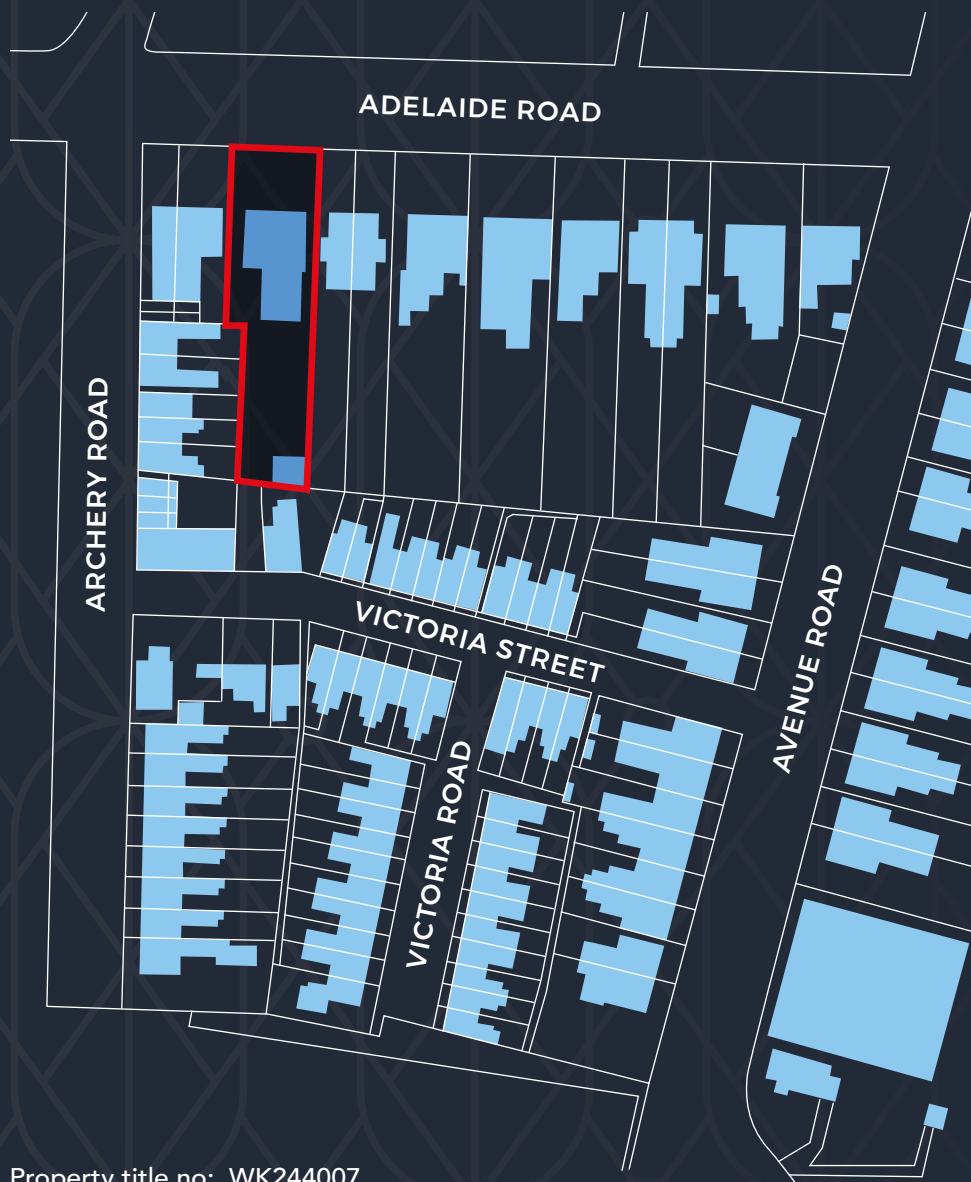 ADELAIDE ROAD
ARCHERY ROAD
VICTORIA STREET
AVENUE ROAD
VICTORIA ROAD
Property title no: WK244007